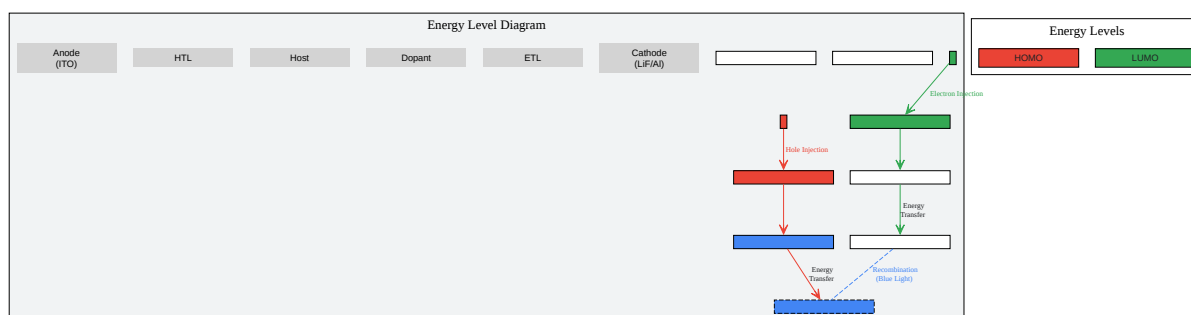 Energy Level Diagram
Energy Levels
Anode
(ITO)
HTL
Host
Dopant
ETL
Cathode
(LiF/Al)
HOMO
LUMO
Electron Injection
Hole Injection
Energy
Transfer
Energy
Transfer
Recombination
(Blue Light)